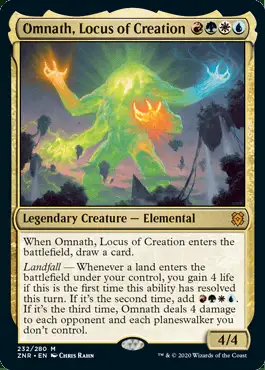 Omnath, Locus of Creation
Legendary Creature — Elemental
When Omnath, Locus of Creation enters the
battlefield, draw a card.
Landfall — Whenever a land enters the
battlefield under your control, you gain 4 life
if this is the first time this ability has resolved
this turn. If it's the second time, add
If it's the third time, Omnath deals 4 damage
to each opponent and each planeswalker you
don't control.
4/4
232/280 M
ZNR • EN Chris Rahn
™ & © 2020 Wizards of the Coast